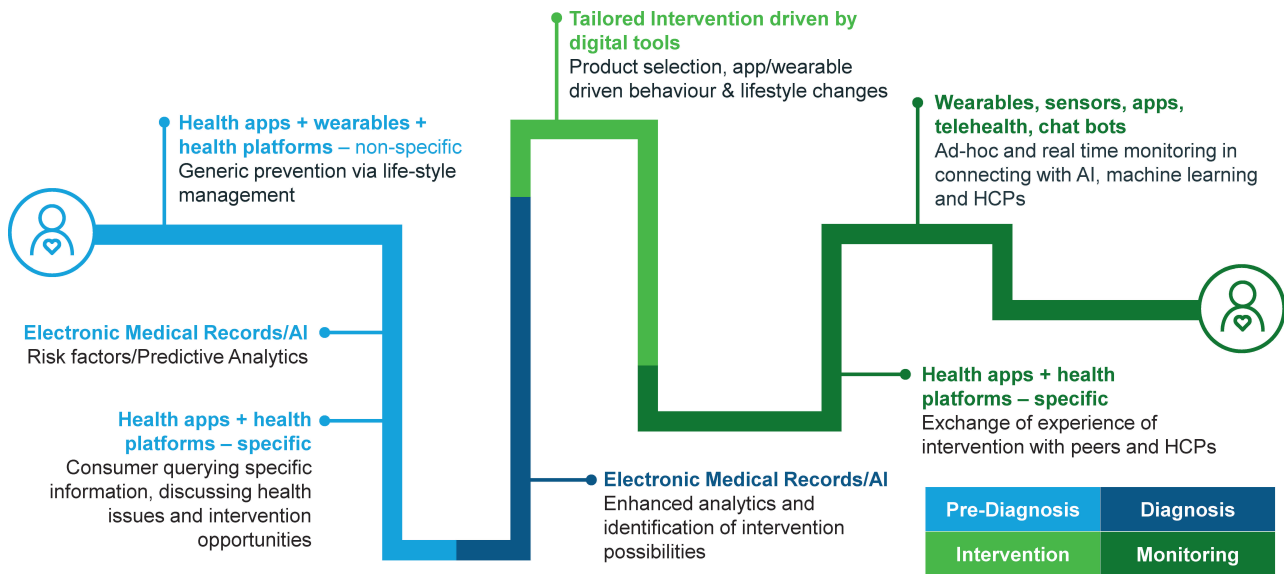 Health apps + wearables +
health platforms – non-specific
Generic prevention via life-style
management
Electronic Medical Records/AI
Risk factors/Predictive Analytics
Health apps + health
platforms – specific
Consumer querying specific
information, discussing health
issues and intervention
opportunities
Electronic Medical Records/AI
Enhanced analytics and
identification of intervention
possibilities
Tailored Intervention driven by
digital tools
Product selection, app/wearable
driven behaviour & lifestyle changes
Health apps + health
platforms – specific
Exchange of experience of
intervention with peers and HCPs
Wearables, sensors, apps,
telehealth, chat bots
Ad-hoc and real time monitoring in
connecting with AI, machine learning
and HCPs
Pre-Diagnosis
Diagnosis
Intervention
Monitoring